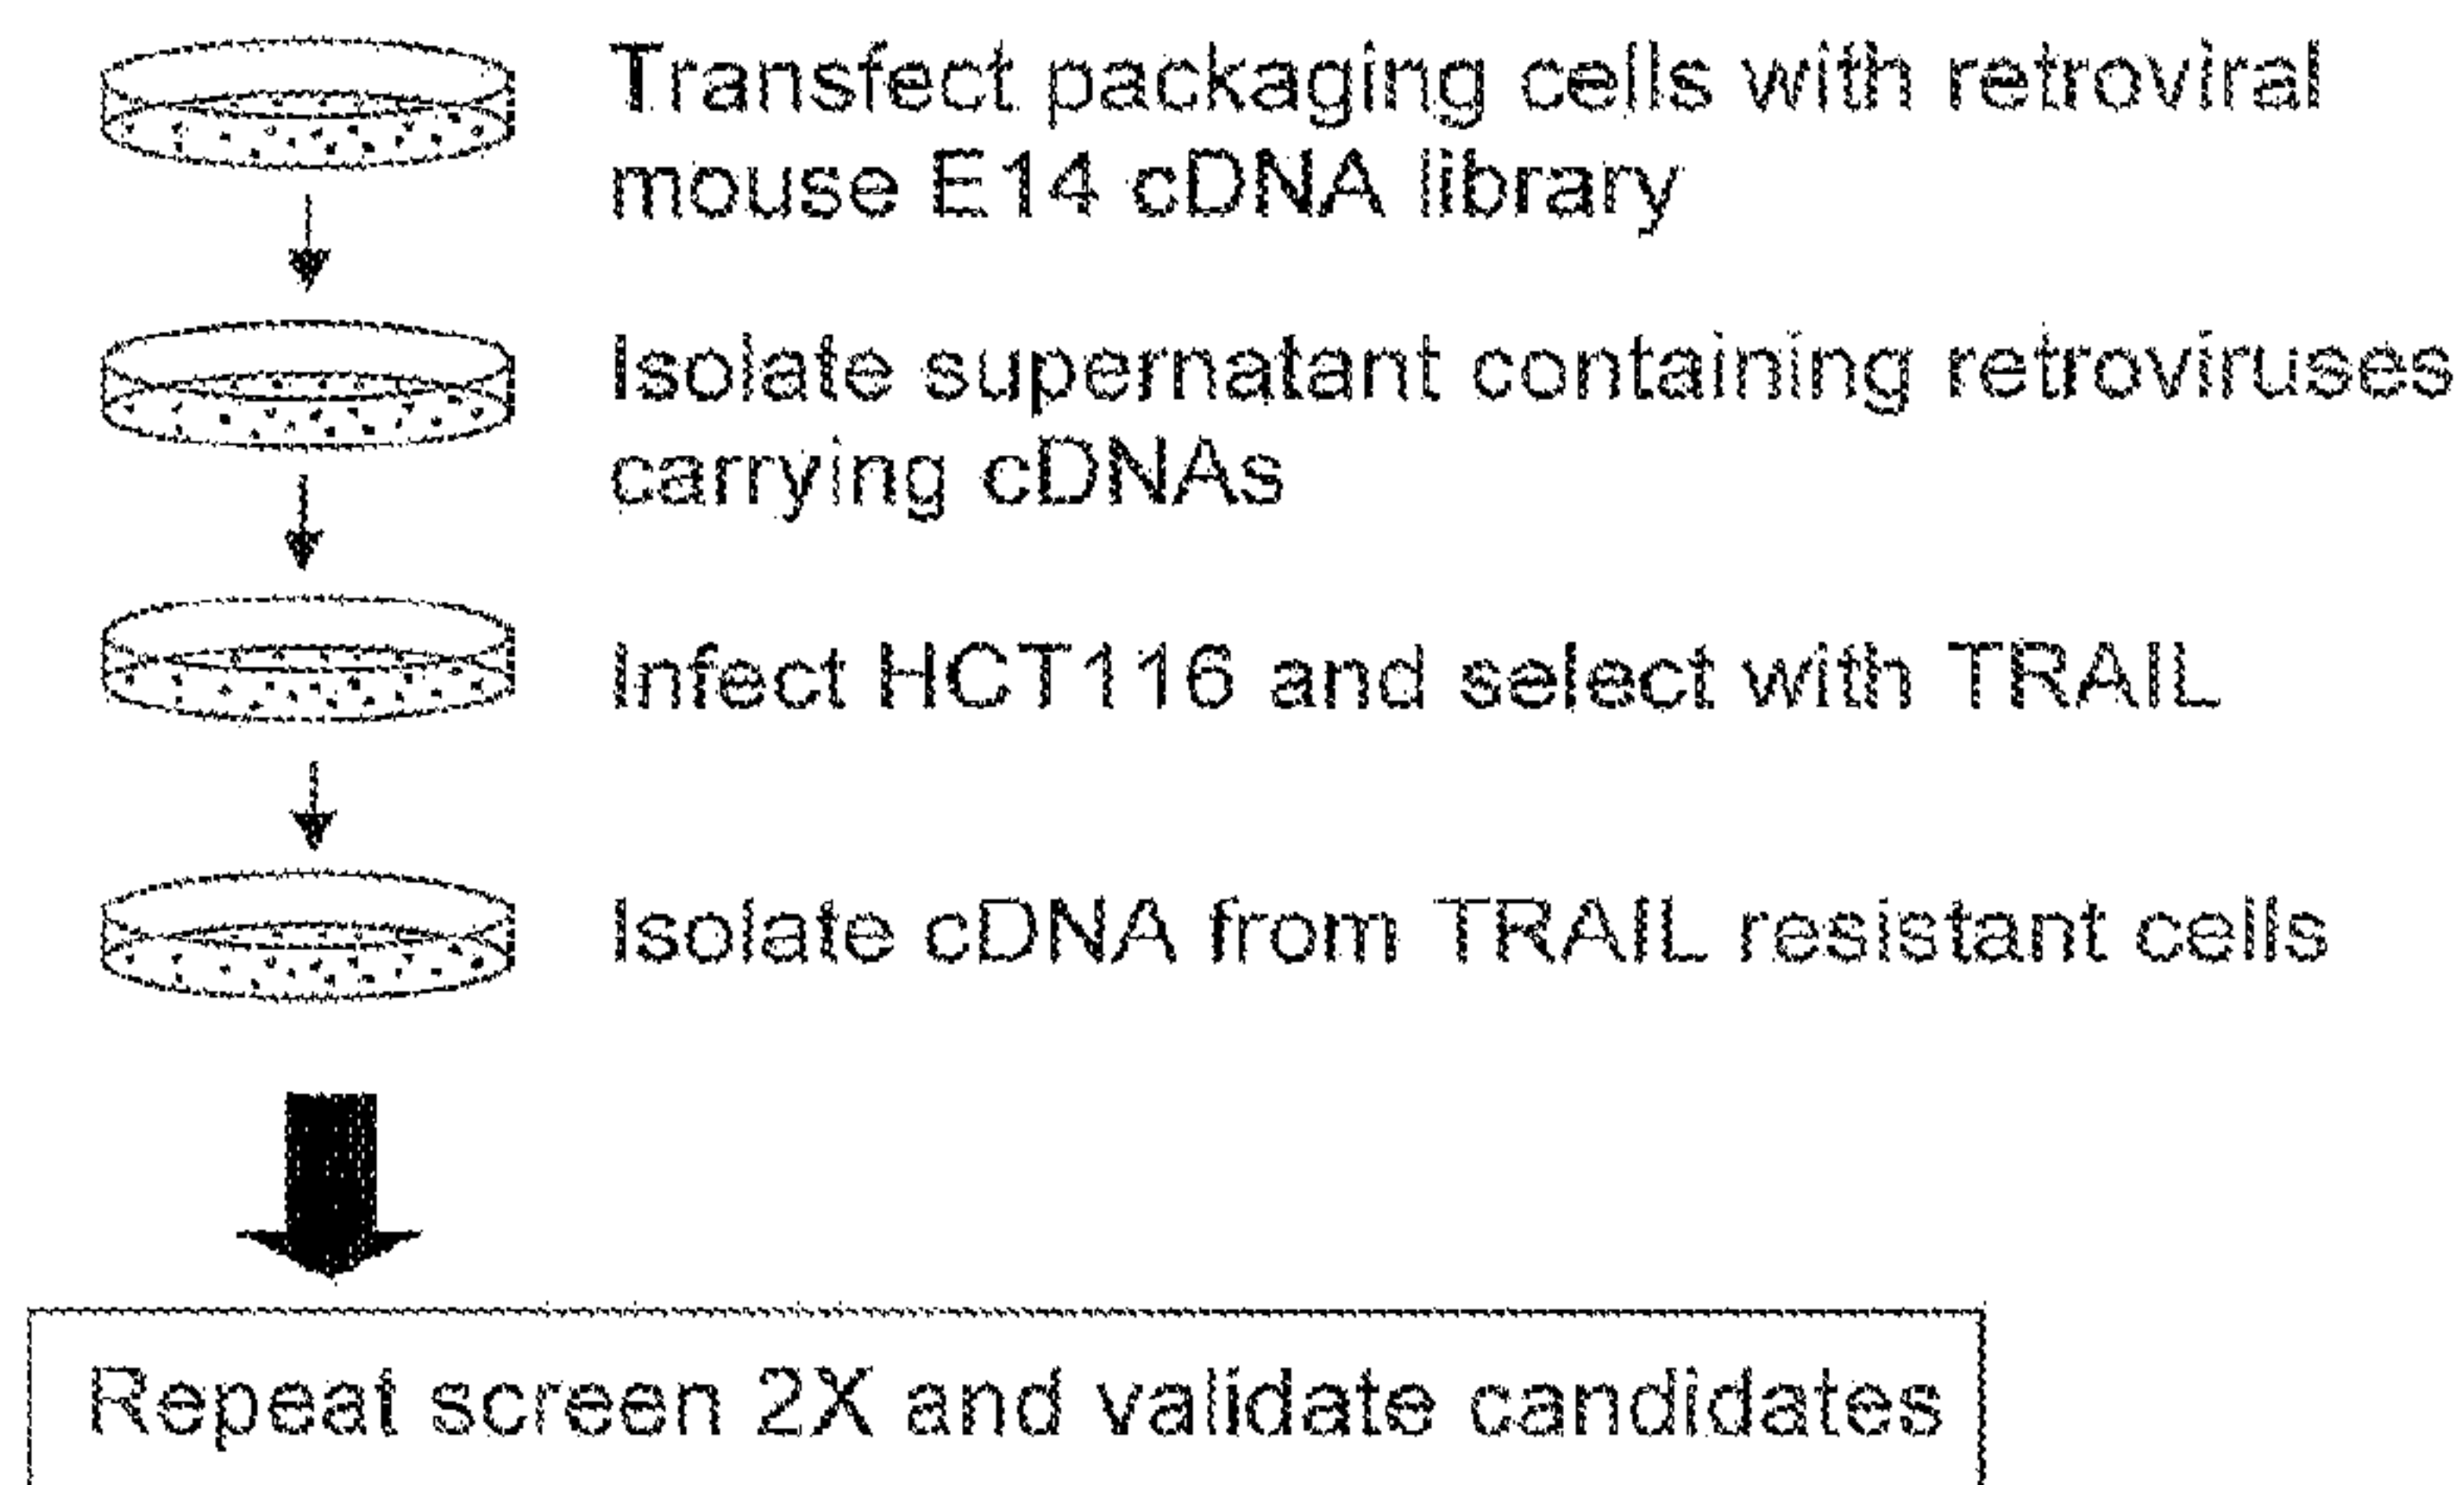 Transfect packaging cells with retroviral
mouse E14 cDNA library
Isolate supernatant containing retroviruses
carrying cDNAs
Infect HCT116 and select with TRAIL
Isolate cDNA from TRAIL resistant cells
Repeat screen 2X and validate candidates